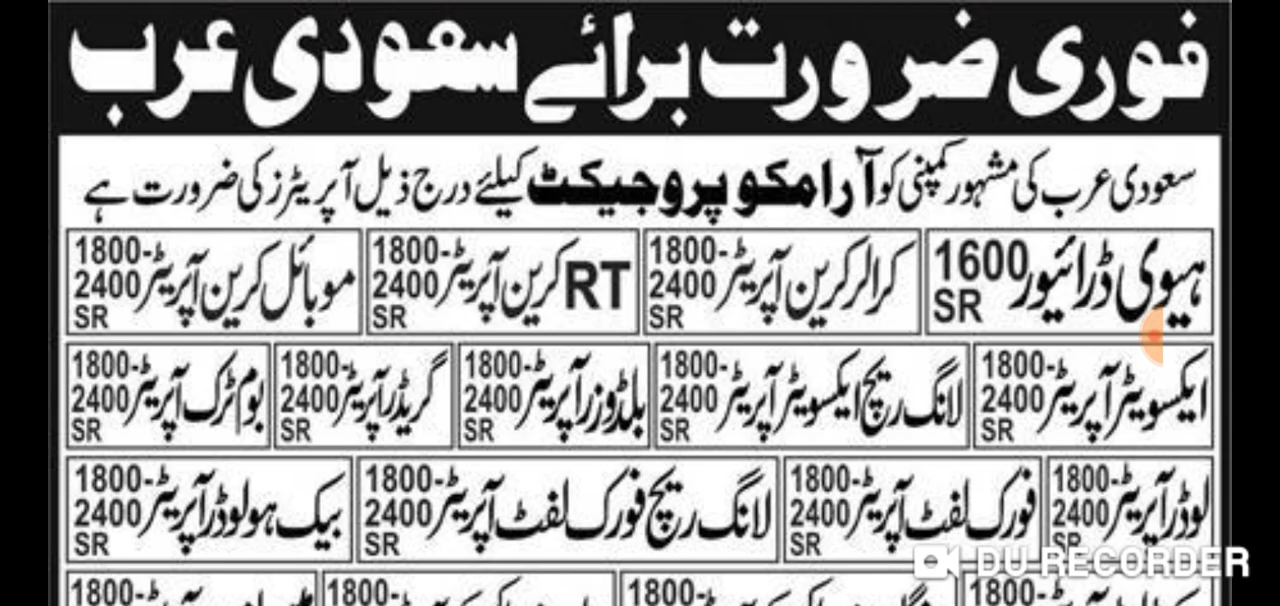 فوری ضرورت برائے سعودی عرب
سعودی عرب کی مشہور کمپنی کو آرامکو پروجیکٹ کیلئے درج ذیل آپریٹرز کی ضرورت ہے
ہیوی ڈرائیور 1600 SR
کرالر کرین آپریٹر 1800-2400 SR
RT کرین آپریٹر 1800-2400 SR
موبائل کرین آپریٹر 1800-2400 SR
ایکسویٹر آپریٹر 1800-2400 SR
لانگ ریچ ایکسویٹر آپریٹر 1800-2400 SR
بلڈوزر آپریٹر 1800-2400 SR
گریڈر آپریٹر 1800-2400 SR
بوم ٹرک آپریٹر 1800-2400 SR
لوڈر آپریٹر 1800-2400 SR
فورک لفٹ آپریٹر 1800-2400 SR
لانگ ریچ فورک لفٹ آپریٹر 1800-2400 SR
بیک ہو لوڈر آپریٹر 1800-2400 SR
1800-
1800-
1800-
1800-
DU RECORDER